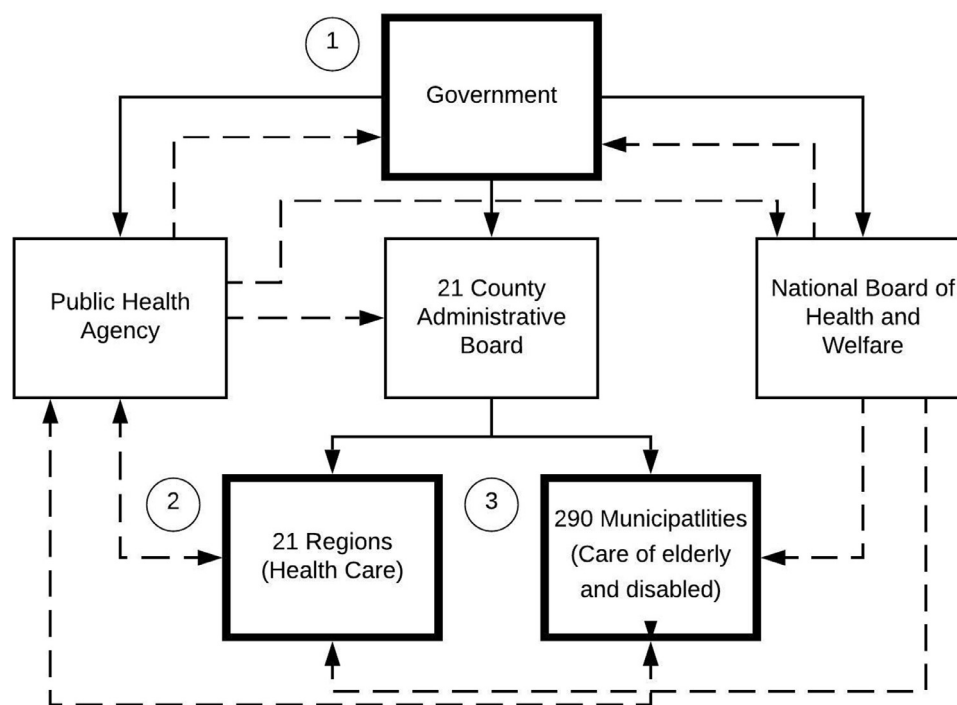 1
Government
Public Health
Agency
21 County
Administrative
Board
National Board of
Health and
Welfare
2
21 Regions
(Health Care)
3
290 Municipatlities
(Care of elderly
and disabled)